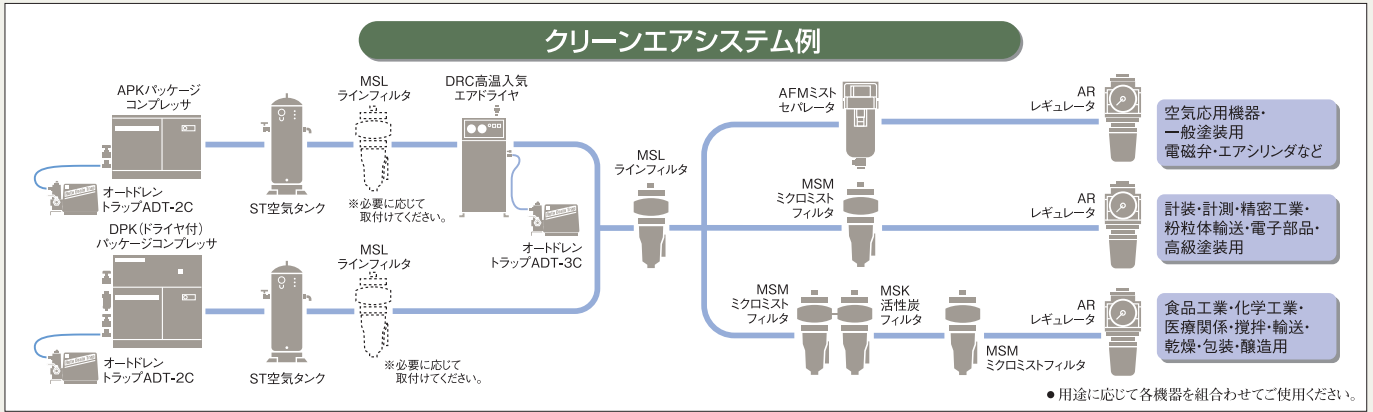 クリーンエアシステム例
APKパッケージ
コンプレッサ
オートドレン
トラップADT-2C
ST空気タンク
MSL
ラインフィルタ
※必要に応じて
取付けてください。
DRC高温入気
エアドライヤ
オートドレン
トラップADT-3C
DPK(ドライヤ付)
パッケージコンプレッサ
オートドレン
トラップADT-2C
ST空気タンク
MSL
ラインフィルタ
※必要に応じて
取付けてください。
MSL
ラインフィルタ
AFMミスト
セパレータ
AR
レギュレータ
空気応用機器・
一般塗装用
電磁弁・エアシリンダなど
MSM
ミクロミスト
フィルタ
AR
レギュレータ
計装・計測・精密工業・
粉粒体輸送・電子部品・
高級塗装用
MSM
ミクロミスト
フィルタ
MSK
活性炭
フィルタ
MSM
ミクロミストフィルタ
AR
レギュレータ
食品工業・化学工業・
医療関係・撹拌・輸送・
乾燥・包装・醸造用
●用途に応じて各機器を組合わせてご使用ください。